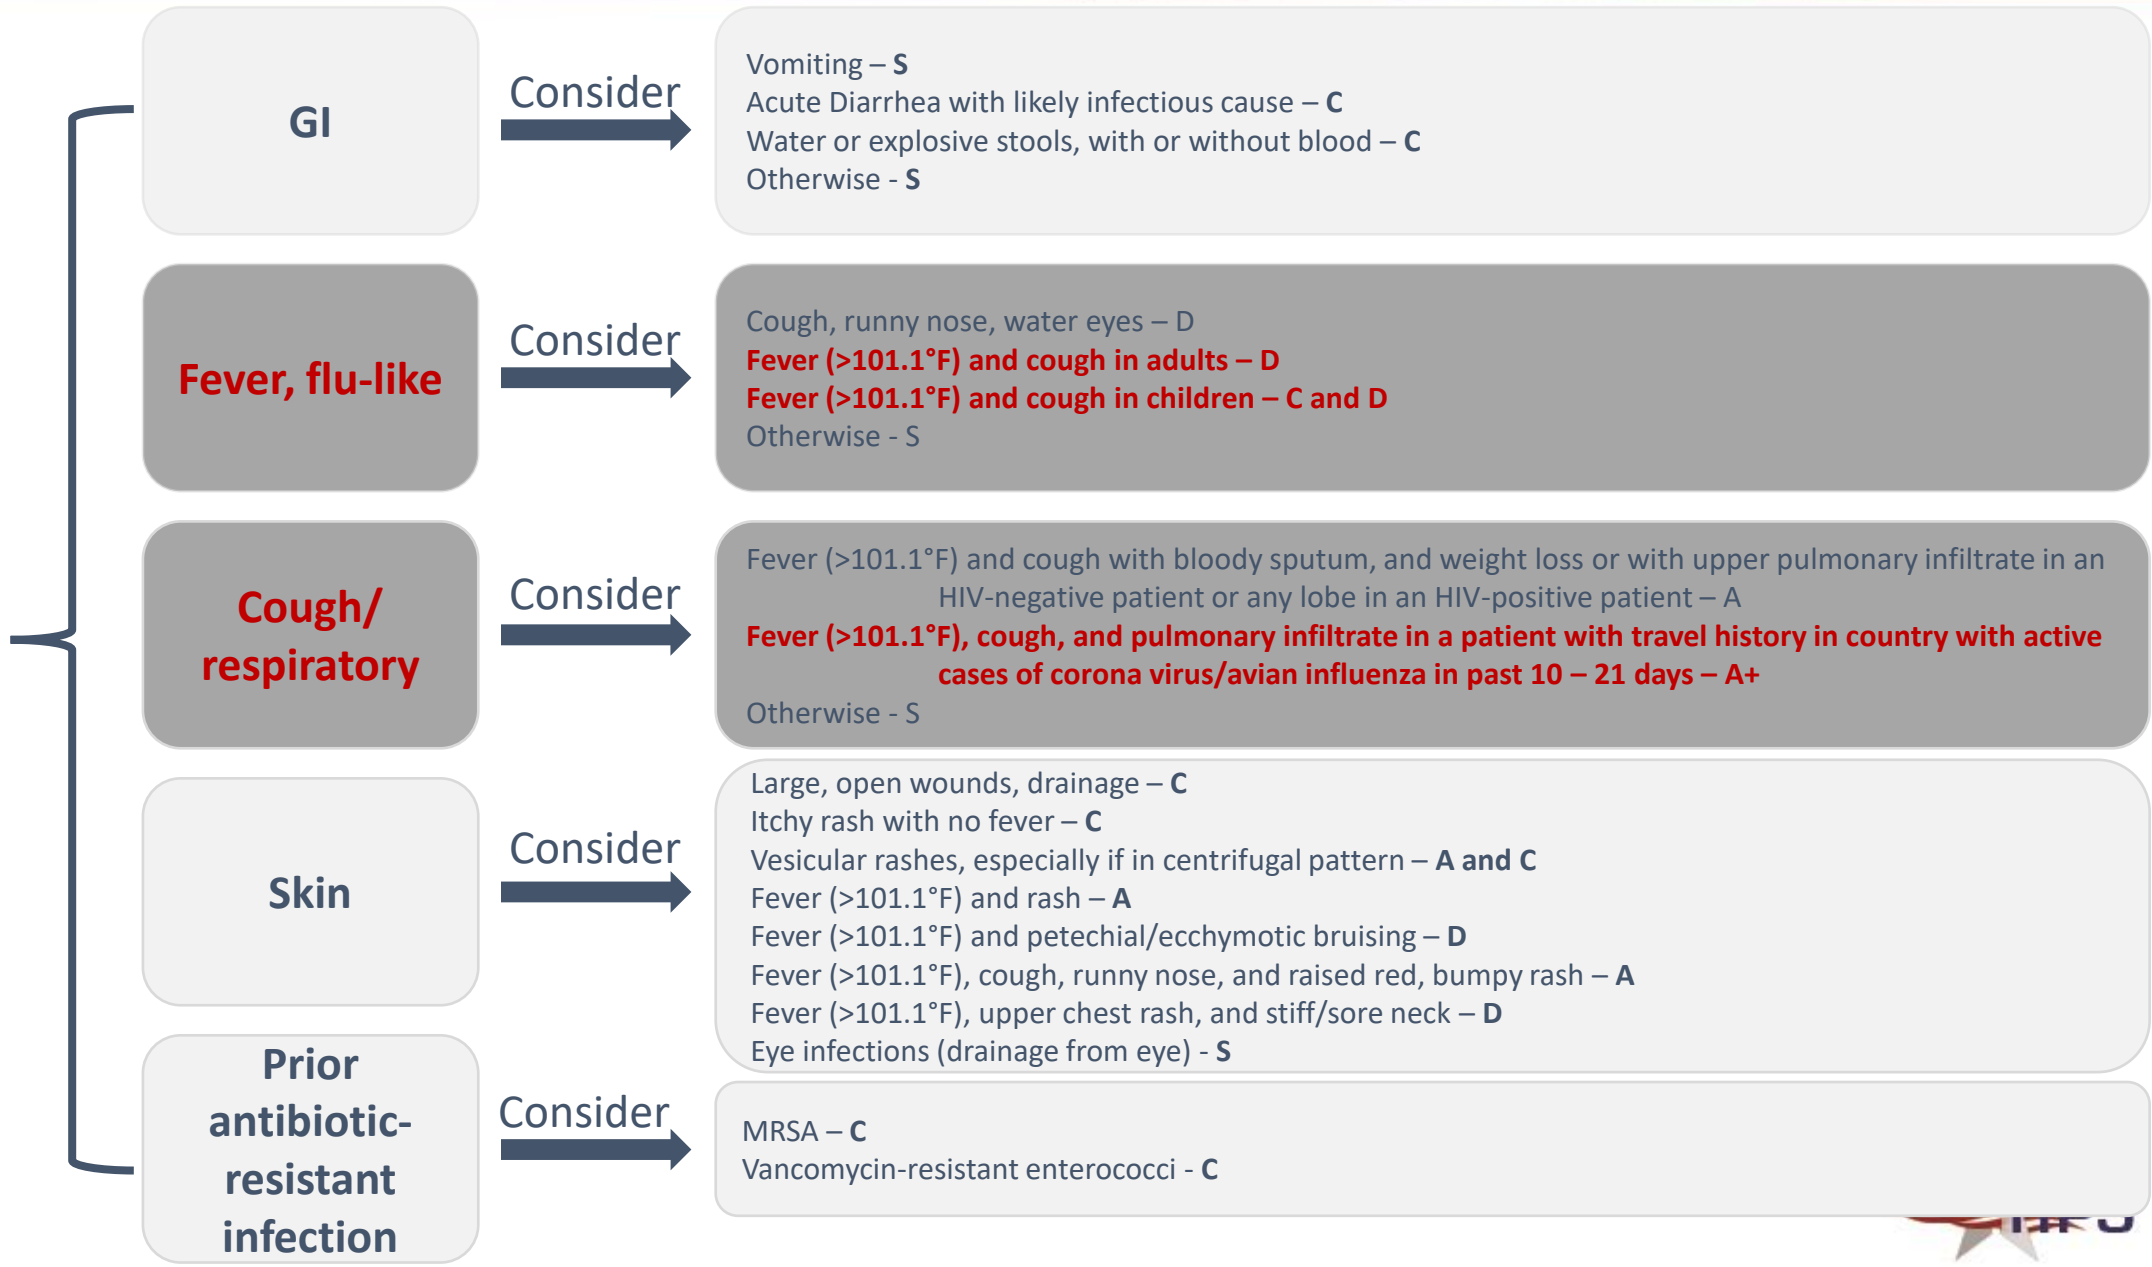 GI
Consider
Vomiting – S
Acute Diarrhea with likely infectious cause – C
Water or explosive stools, with or without blood – C
Otherwise - S
Fever, flu-like
Consider
Cough, runny nose, water eyes – D
Fever (>101.1°F) and cough in adults – D
Fever (>101.1°F) and cough in children – C and D
Otherwise - S
Cough/
respiratory
Consider
Fever (>101.1°F) and cough with bloody sputum, and weight loss or with upper pulmonary infiltrate in an
HIV-negative patient or any lobe in an HIV-positive patient – A
Fever (>101.1°F), cough, and pulmonary infiltrate in a patient with travel history in country with active
cases of corona virus/avian influenza in past 10 – 21 days – A+
Otherwise - S
Skin
Consider
Large, open wounds, drainage – C
Itchy rash with no fever – C
Vesicular rashes, especially if in centrifugal pattern – A and C
Fever (>101.1°F) and rash – A
Fever (>101.1°F) and petechial/ecchymotic bruising – D
Fever (>101.1°F), cough, runny nose, and raised red, bumpy rash – A
Fever (>101.1°F), upper chest rash, and stiff/sore neck – D
Eye infections (drainage from eye) - S
Prior
antibiotic-
resistant
infection
Consider
MRSA – C
Vancomycin-resistant enterococci - C